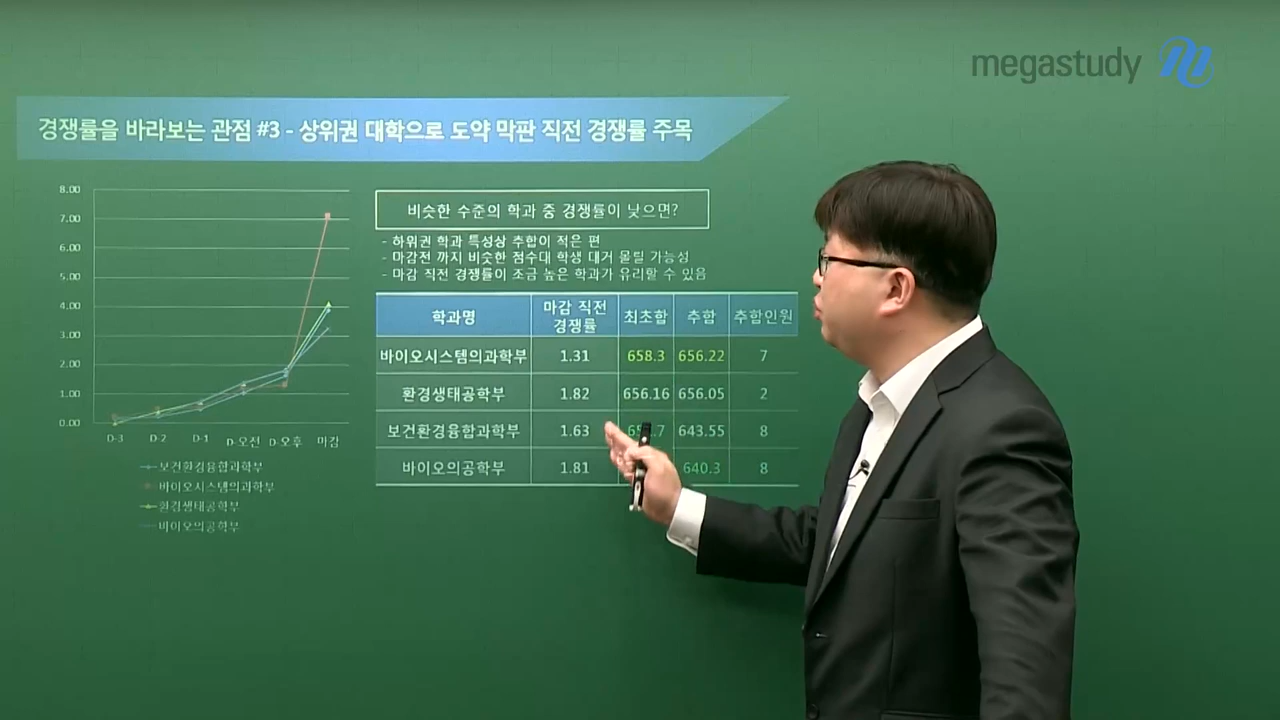 megastudy
경쟁률을 바라보는 관점 #3 - 상위권 대학으로 도약 막판 직전 경쟁률 주목
8.00
7.00
6.00
5.00
4.00
3.00
2.00
1.00
0.00
D-3 D-2 D-1 D-오전 D-오후 마감
보건환경융합과학부
바이오시스템의과학부
환경생태공학부
바이오의공학부
비슷한 수준의 학과 중 경쟁률이 낮으면?
- 하위권 학과 특성상 추합이 적은 편
- 마감전 까지 비슷한 점수대 학생 대거 몰릴 가능성
- 마감 직전 경쟁률이 조금 높은 학과가 유리할 수 있음
학과명 마감 직전 경쟁률 최초합 추합 추합인원
바이오시스템의과학부 1.31 658.3 656.22 7
환경생태공학부 1.82 656.16 656.05 2
보건환경융합과학부 1.63 643.55 8
바이오의공학부 1.81 640.3 8